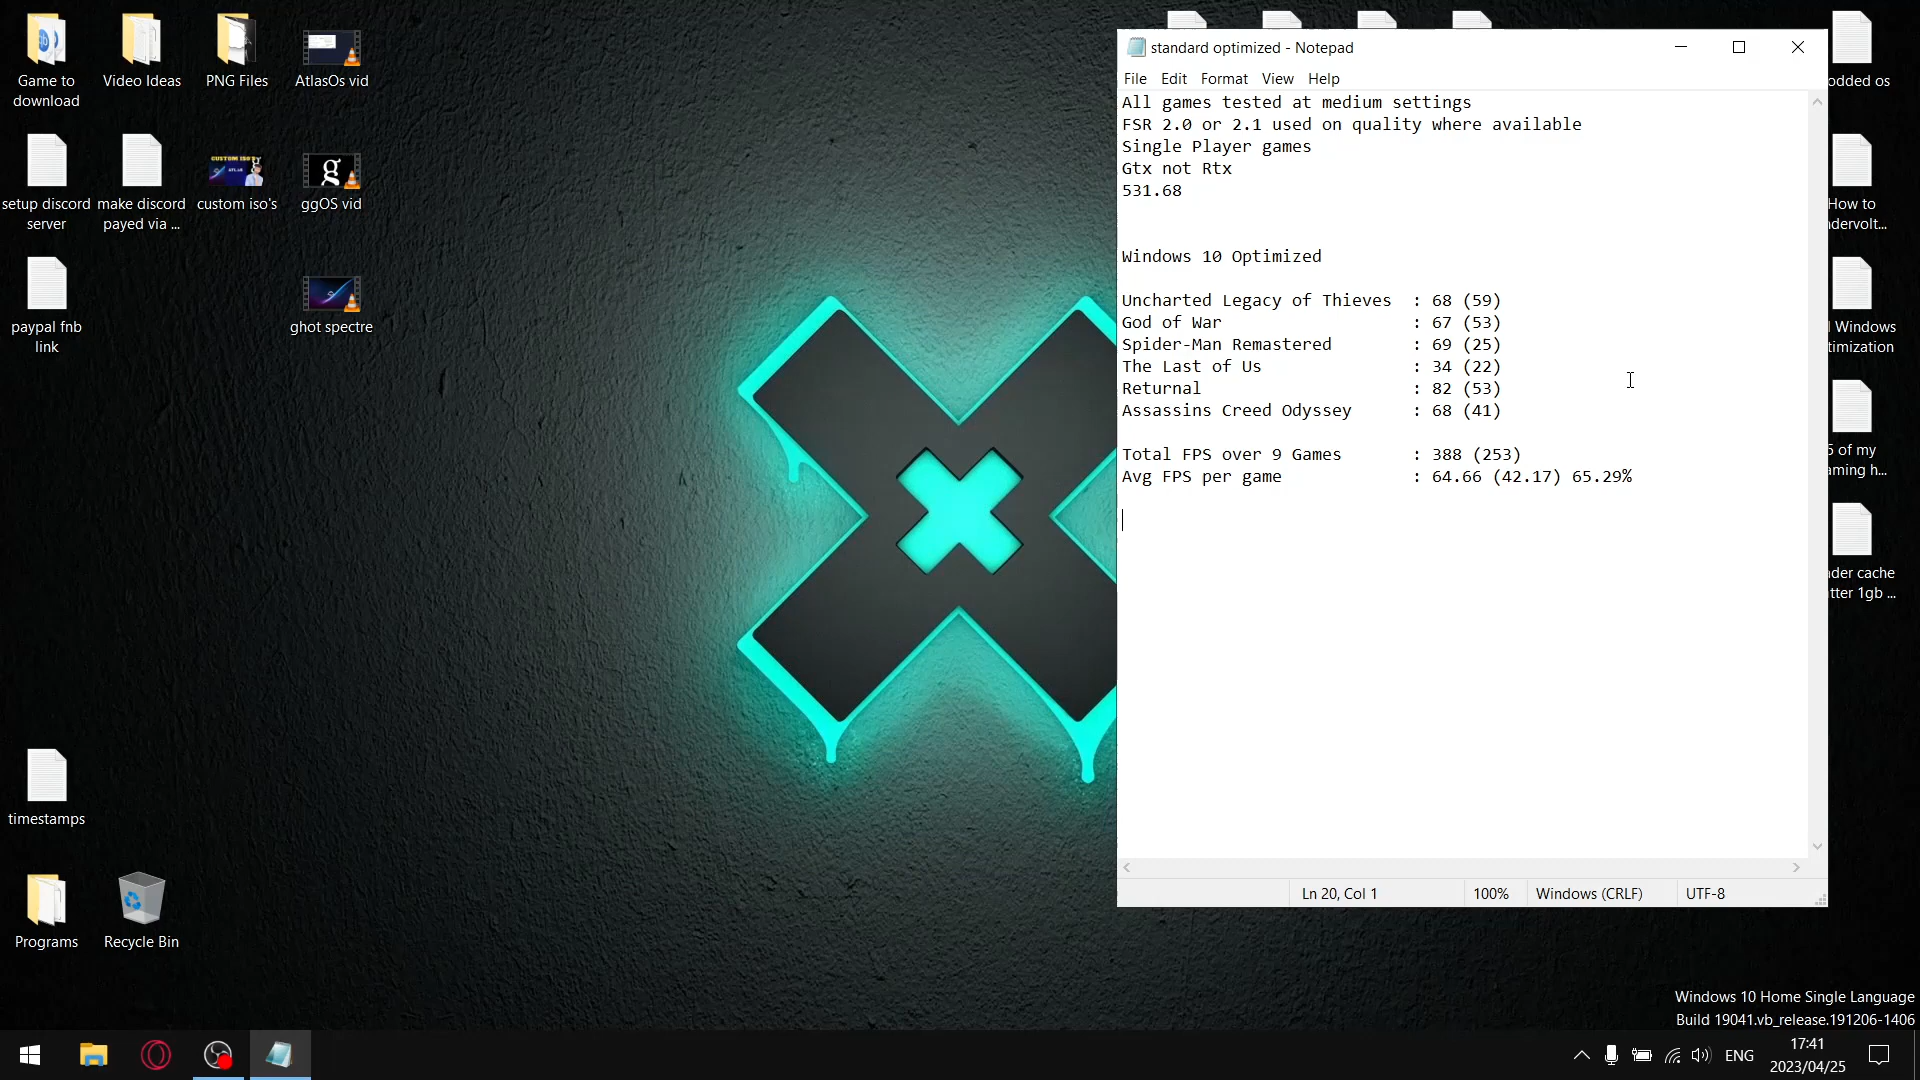 Game to
download
Video Ideas
PNG Files
AtlasOs vid
setup discord
server
make discord
payed via ...
CUSTOM ISO'S
custom iso's
g
ggOS vid
paypal fnb
link
ghot spectre
timestamps
Programs
Recycle Bin
standard optimized - Notepad
File Edit Format View Help
All games tested at medium settings
FSR 2.0 or 2.1 used on quality where available
Single Player games
Gtx not Rtx
531.68
Windows 10 Optimized
Uncharted Legacy of Thieves : 68 (59)
God of War : 67 (53)
Spider-Man Remastered : 69 (25)
The Last of Us : 34 (22)
Returnal : 82 (53)
Assassins Creed Odyssey : 68 (41)
Total FPS over 9 Games : 388 (253)
Avg FPS per game : 64.66 (42.17) 65.29%
Ln 20, Col 1 100% Windows (CRLF) UTF-8
odded os
How to
ndervolt...
Windows
timization
5 of my
aming h...
der cache
tter 1gb ...
Windows 10 Home Single Language
Build 19041.vb_release.191206-1406
ENG
17:41
2023/04/25